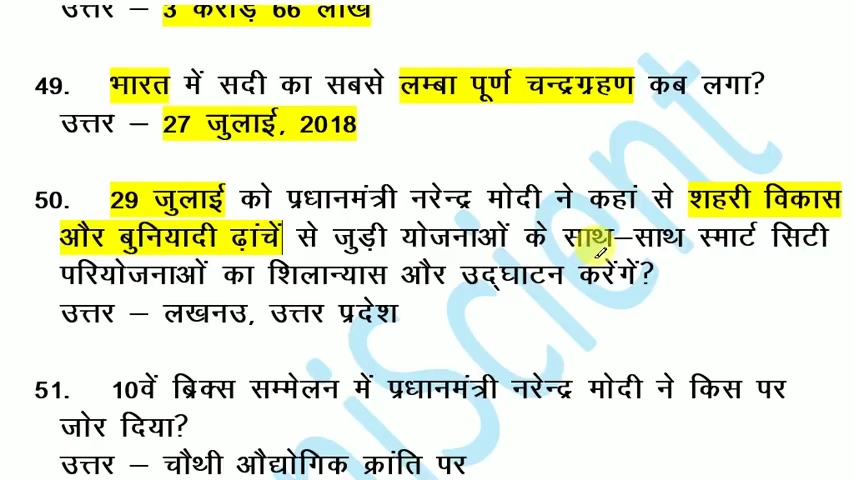 उत्तर – 3 करोड़ 66 लाख
49. भारत में सदी का सबसे लम्बा पूर्ण चन्द्रग्रहण कब लगा?
उत्तर – 27 जुलाई, 2018
50. 29 जुलाई को प्रधानमंत्री नरेन्द्र मोदी ने कहां से शहरी विकास
और बुनियादी ढ़ांचें से जुड़ी योजनाओं के साथ–साथ स्मार्ट सिटी
परियोजनाओं का शिलान्यास और उद्घाटन करेंगें?
उत्तर – लखनउ, उत्तर प्रदेश
51. 10वें ब्रिक्स सम्मेलन में प्रधानमंत्री नरेन्द्र मोदी ने किस पर
जोर दिया?
उत्तर – चौथी औद्योगिक क्रांति पर
niScient